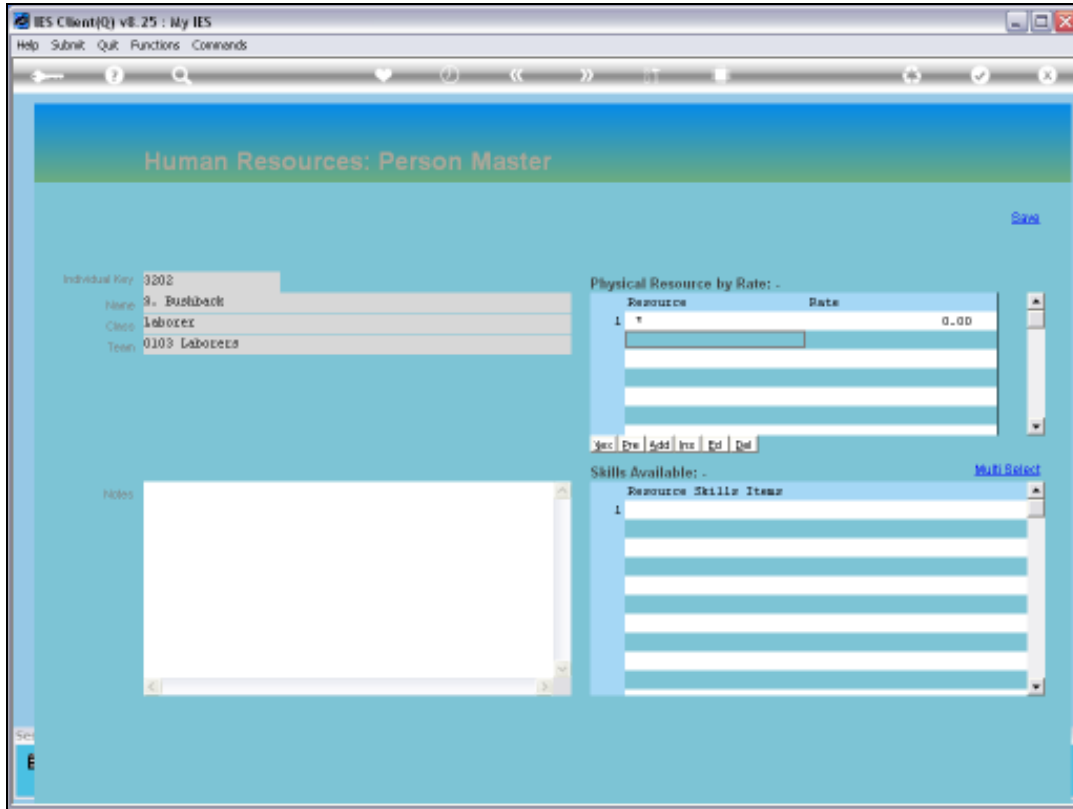 IES Client(Q) v8.25 : My IES
Help Submit Quit Functions Commands
Human Resources: Person Master
Save
Individual Key 3202
Name S. Bushback
Class Laborer
Team 0103 Laborers
Physical Resource by Rate: -
Resource Rate
1 * 0.00
Nex Pre Add Ins Ed Del
Skills Available: -
Multi Select
Resource Skills Items
1
Notes